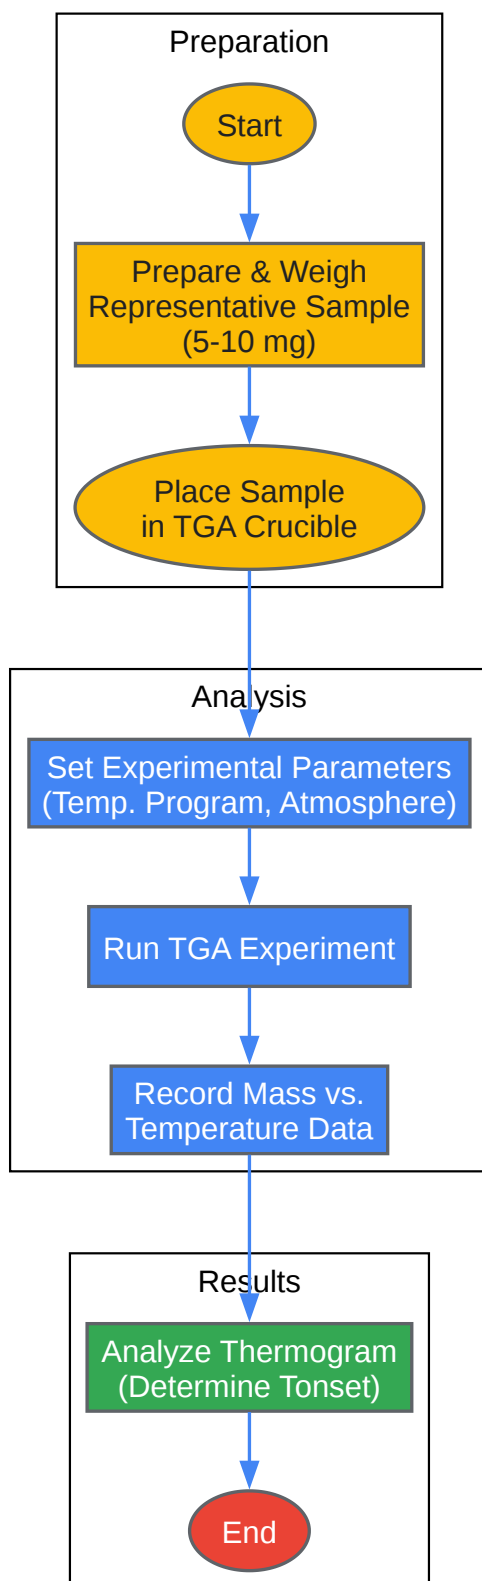 Preparation
Start
Prepare & Weigh
Representative Sample
(5-10 mg)
Place Sample
in TGA Crucible
Analysis
Set Experimental Parameters
(Temp. Program, Atmosphere)
Run TGA Experiment
Record Mass vs.
Temperature Data
Results
Analyze Thermogram
(Determine Tonset)
End